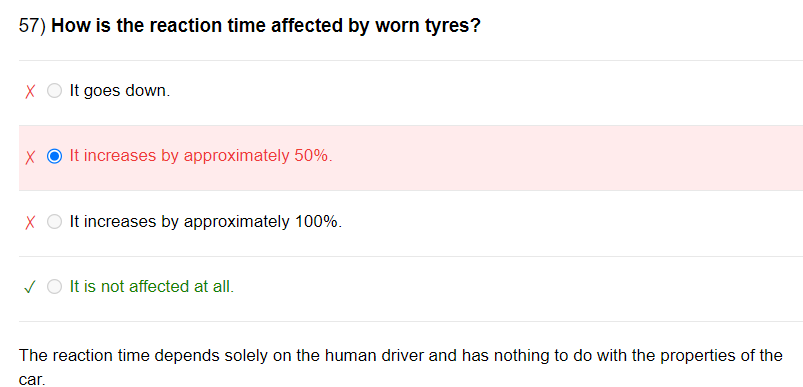 57) How is the reaction time affected by worn tyres?
It goes down.
It increases by approximately 50%.
It increases by approximately 100%.
It is not affected at all.
The reaction time depends solely on the human driver and has nothing to do with the properties of the
car.